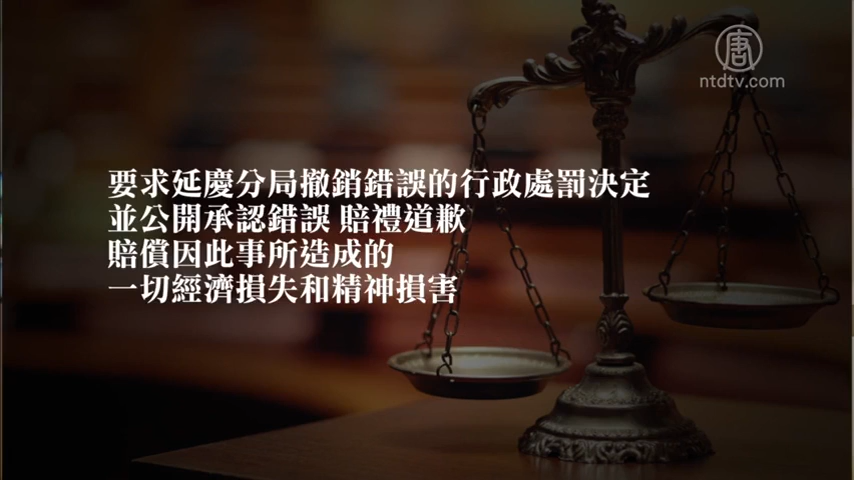 唐
ntdtv.com
要求延慶分局撤銷錯誤的行政處罰決定
並公開承認錯誤 賠禮道歉
賠償因此事所造成的
一切經濟損失和精神損害